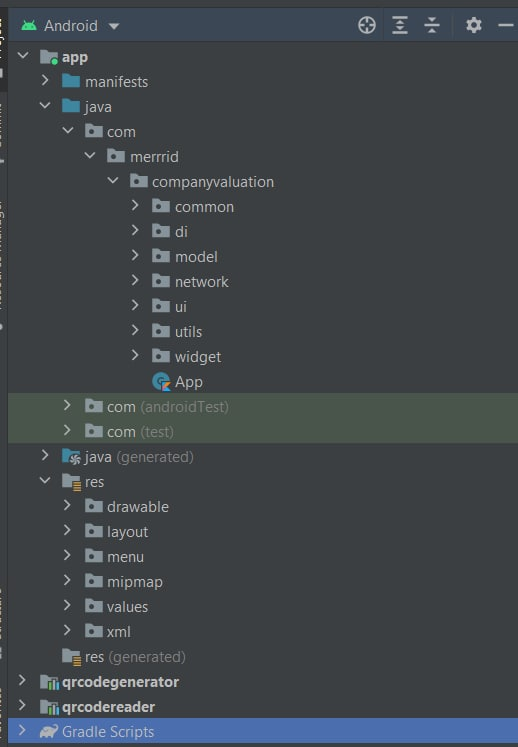 Android
app
manifests
java
com
merrrid
companyvaluation
common
di
model
network
ui
utils
widget
App
com (androidTest)
com (test)
java (generated)
res
drawable
layout
menu
mipmap
values
xml
res (generated)
qrcodegenerator
qrcodereader
Gradle Scripts